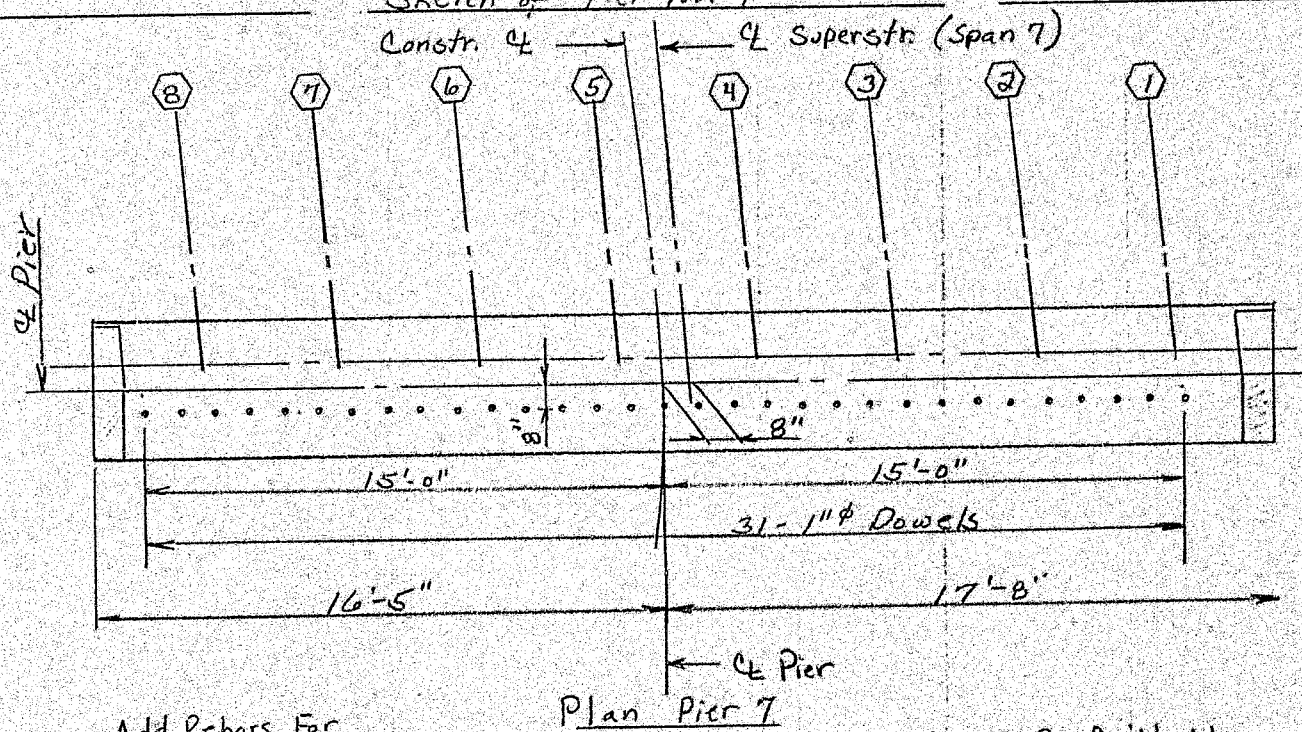 Constr. ℄
℄ Superstr. (Span 7)
8 7 6 5 4 3 2 1
℄ Pier
8"
8"
15'-0" 15'-0"
31-1"ϕ Dowels
16'-5" 17'-8"
℄ Pier
Plan Pier 7
Add Rebars For